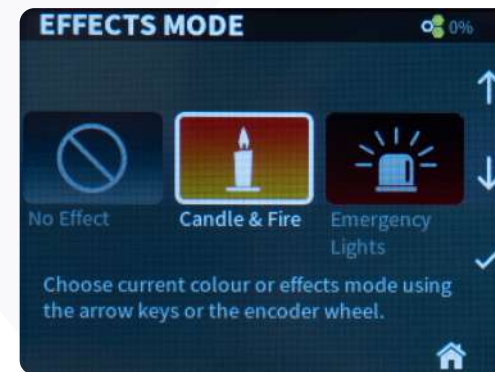 EFFECTS MODE
0%
No Effect
Candle & Fire
Emergency
Lights
Choose current colour or effects mode using
the arrow keys or the encoder wheel.